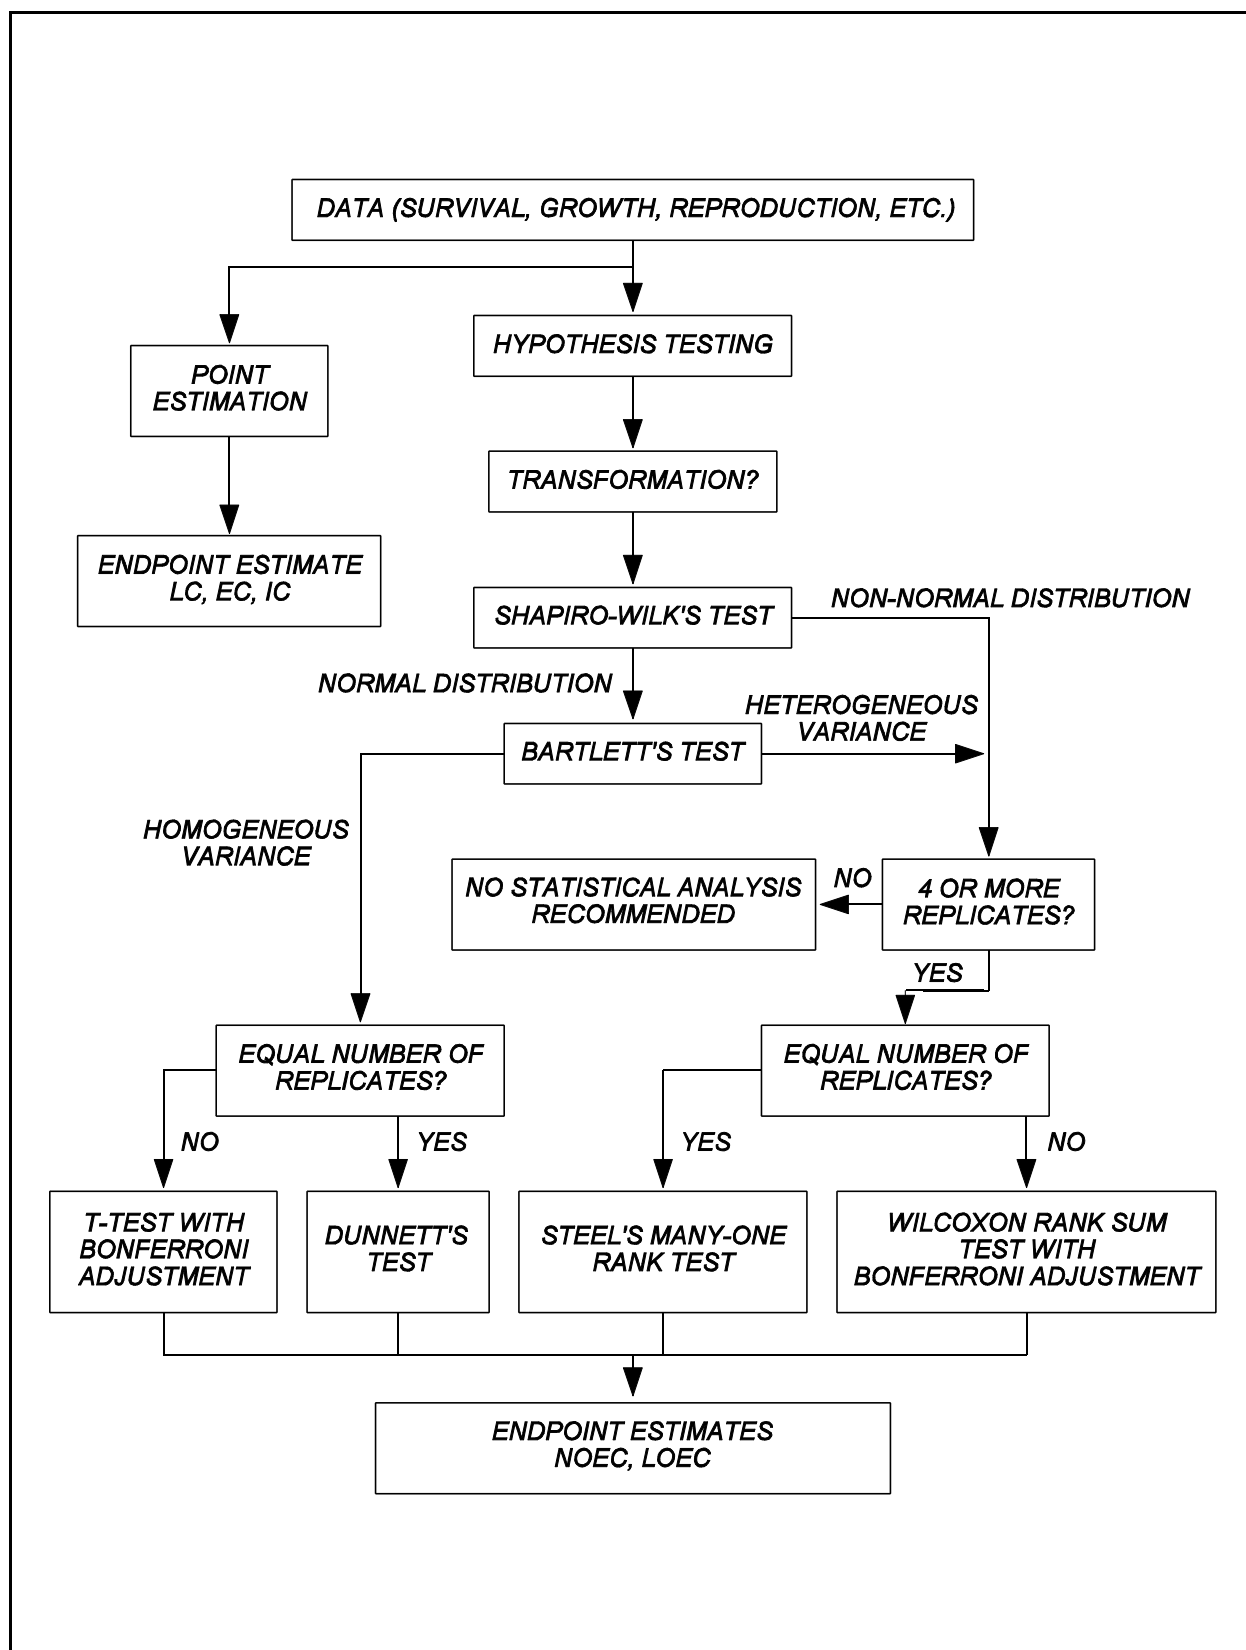 DATA (SURVIVAL, GROWTH, REPRODUCTION, ETC.)
HYPOTHESIS TESTING
POINT
ESTIMATION
TRANSFORMATION?
ENDPOINT ESTIMATE
LC, EC, IC
SHAPIRO-WILK'S TEST
NON-NORMAL DISTRIBUTION
NORMAL DISTRIBUTION
HETEROGENEOUS
VARIANCE
BARTLETT'S TEST
HOMOGENEOUS
VARIANCE
NO STATISTICAL ANALYSIS
RECOMMENDED
NO
4 OR MORE
REPLICATES?
YES
EQUAL NUMBER OF
REPLICATES?
EQUAL NUMBER OF
REPLICATES?
NO
YES
YES
NO
T-TEST WITH
BONFERRONI
ADJUSTMENT
DUNNETT'S
TEST
STEEL'S MANY-ONE
RANK TEST
WILCOXON RANK SUM
TEST WITH
BONFERRONI ADJUSTMENT
ENDPOINT ESTIMATES
NOEC, LOEC